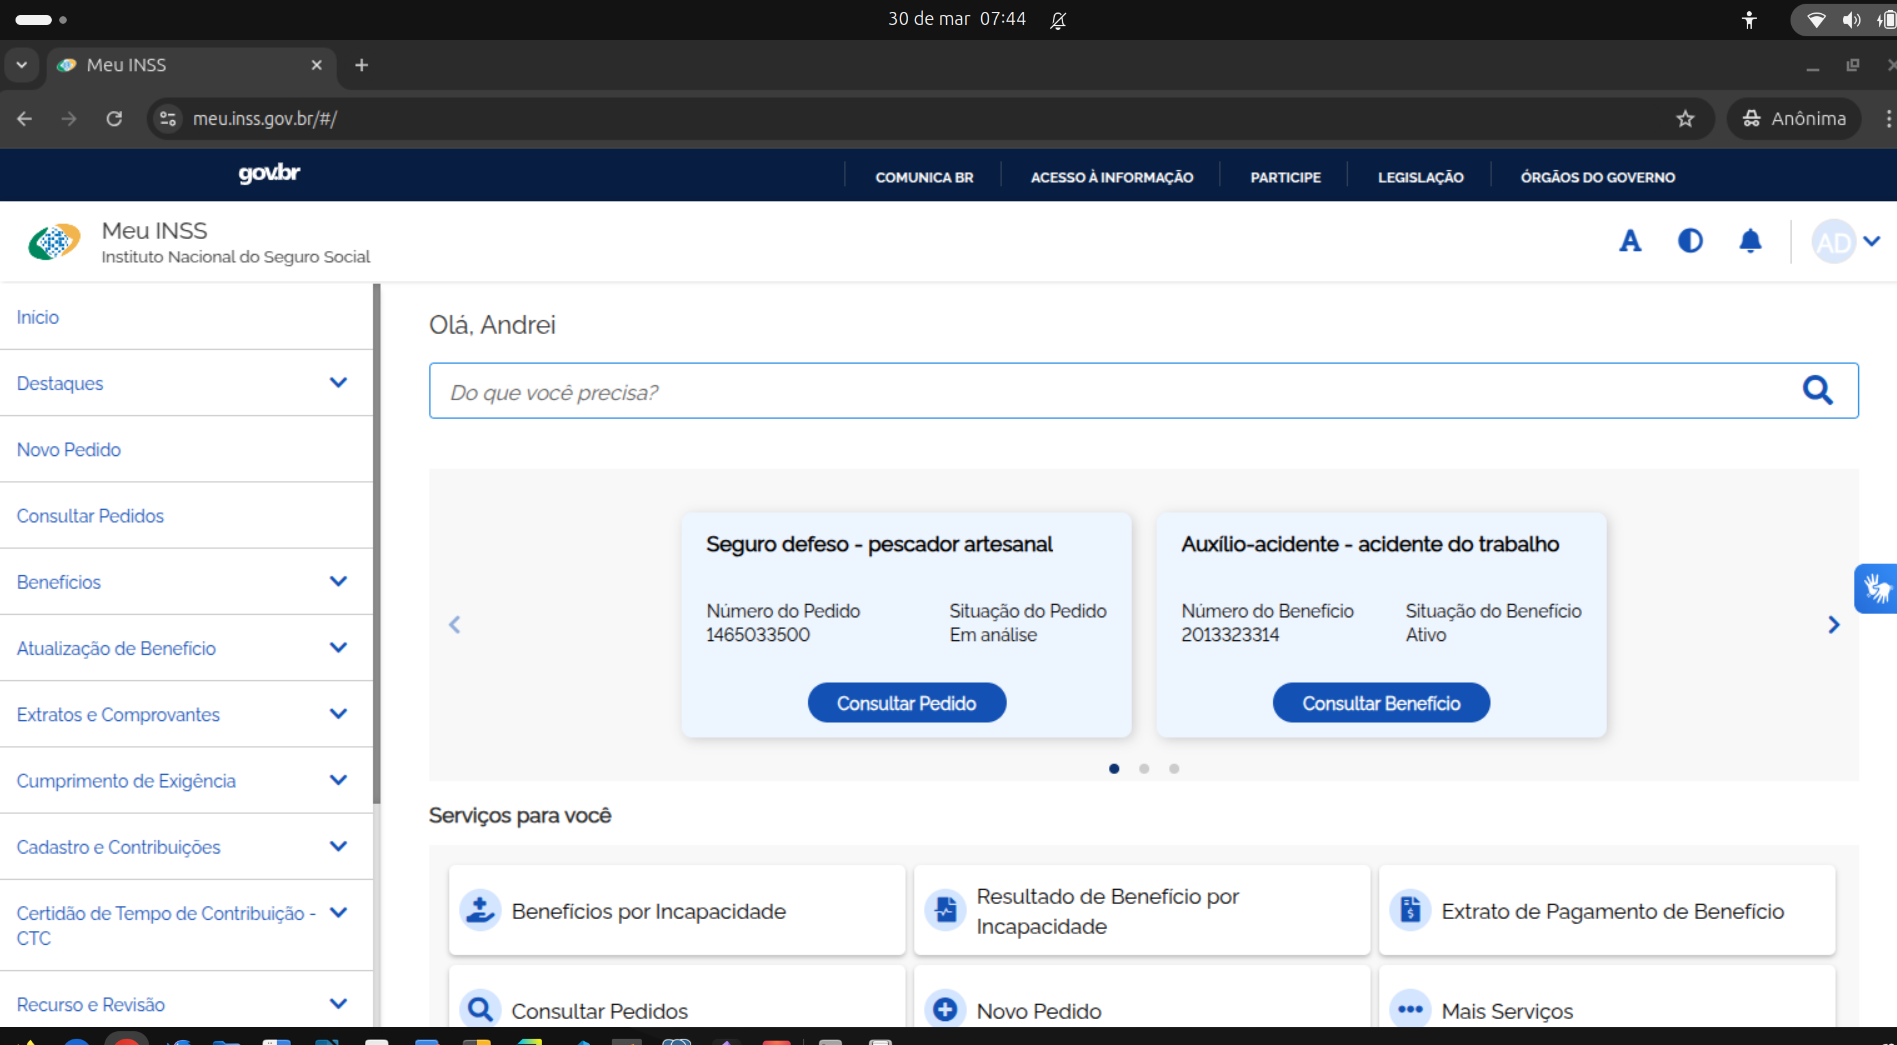 30 de mar 07:44
Meu INSS
meu.inss.gov.br/#/
Anônima
gov.br
COMUNICA BR
ACESSO À INFORMAÇÃO
PARTICIPE
LEGISLAÇÃO
ÓRGÃOS DO GOVERNO
Meu INSS
Instituto Nacional do Seguro Social
A
AD
Início
Destaques
Novo Pedido
Consultar Pedidos
Benefícios
Atualização de Benefício
Extratos e Comprovantes
Cumprimento de Exigência
Cadastro e Contribuições
Certidão de Tempo de Contribuição -
CTC
Recurso e Revisão
Olá, Andrei
Do que você precisa?
Seguro defeso - pescador artesanal
Número do Pedido
1465033500
Situação do Pedido
Em análise
Consultar Pedido
Auxílio-acidente - acidente do trabalho
Número do Benefício
2013323314
Situação do Benefício
Ativo
Consultar Benefício
Serviços para você
Benefícios por Incapacidade
Resultado de Benefício por
Incapacidade
Extrato de Pagamento de Benefício
Consultar Pedidos
Novo Pedido
Mais Serviços